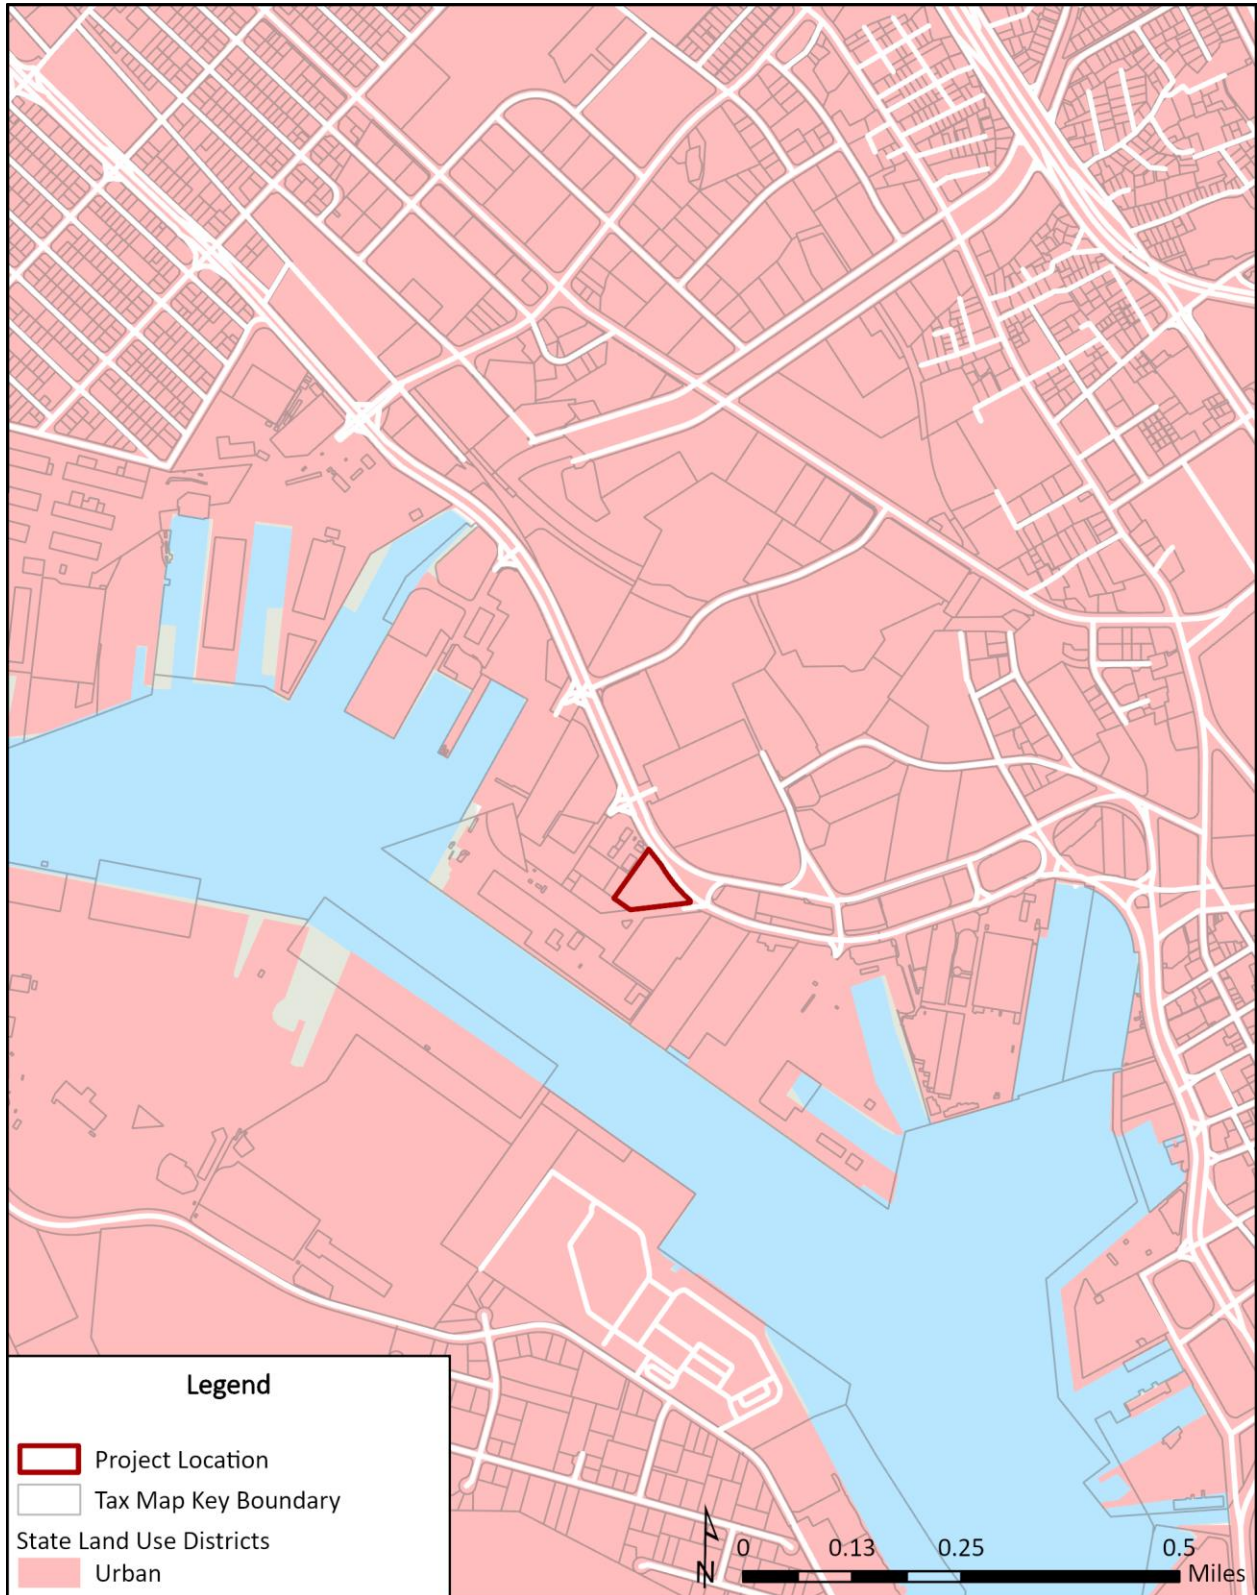 Legend
Project Location
Tax Map Key Boundary
State Land Use Districts
Urban
N
0 0.13 0.25 0.5
Miles